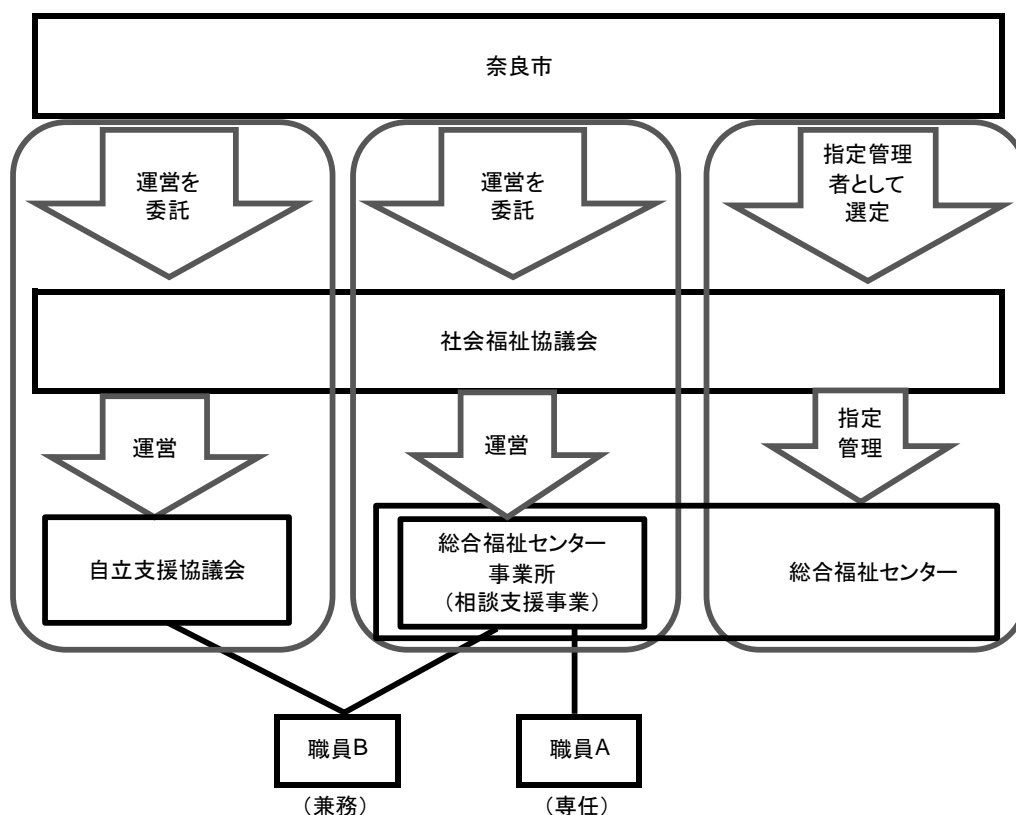 奈良市
運営を
委託
運営を
委託
指定管理
者として
選定
社会福祉協議会
運営
運営
指定
管理
自立支援協議会
総合福祉センター
事業所
（相談支援事業）
総合福祉センター
職員B
職員A
（兼務）
（専任）